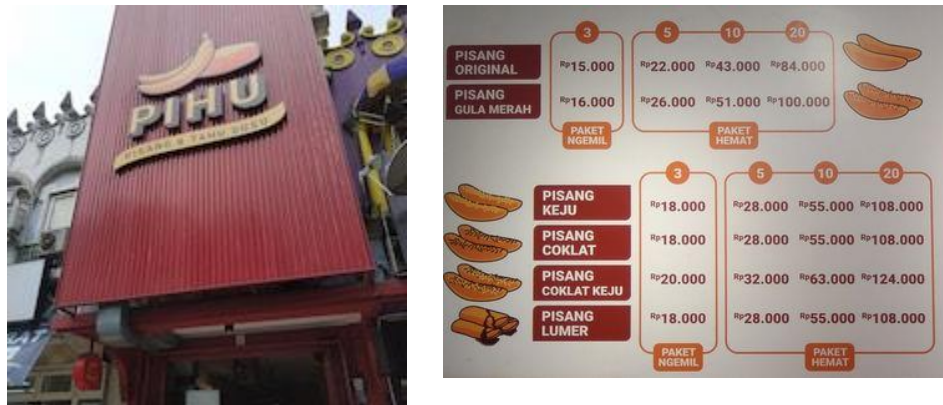 PIHU
PISANG & TAHU SUSU
3 5 10 20
PISANG ORIGINAL Rp15.000 Rp22.000 Rp43.000 Rp84.000
PISANG GULA MERAH Rp16.000 Rp26.000 Rp51.000 Rp100.000
PAKET NGEMIL PAKET HEMAT
3 5 10 20
PISANG KEJU Rp18.000 Rp28.000 Rp55.000 Rp108.000
PISANG COKLAT Rp18.000 Rp28.000 Rp55.000 Rp108.000
PISANG COKLAT KEJU Rp20.000 Rp32.000 Rp63.000 Rp124.000
PISANG LUMER Rp18.000 Rp28.000 Rp55.000 Rp108.000
PAKET NGEMIL PAKET HEMAT